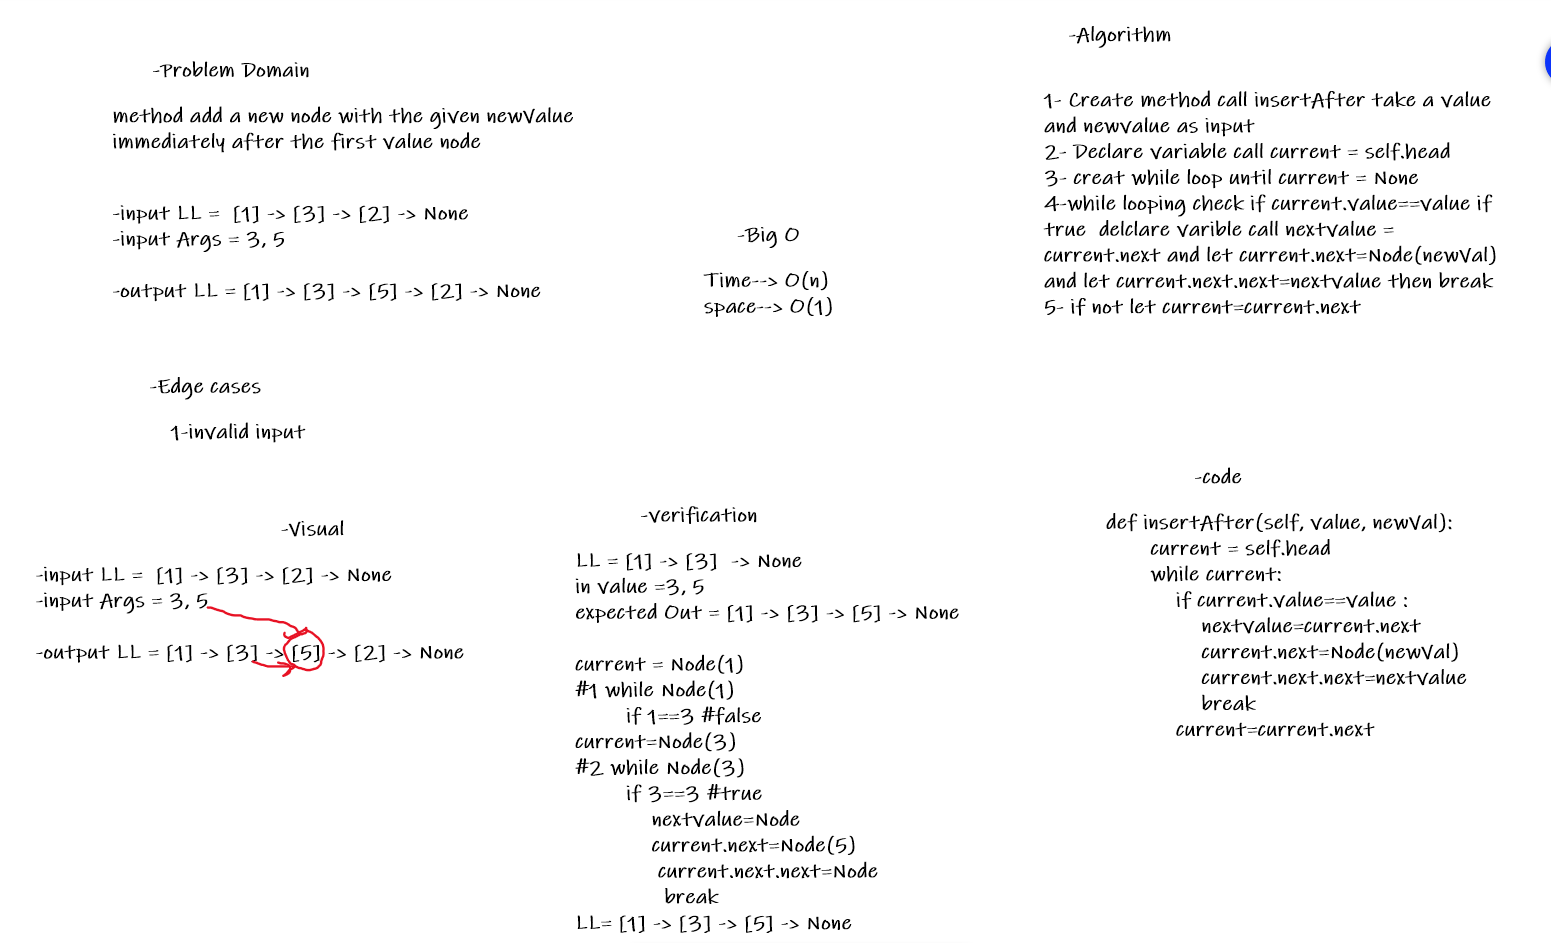 -Problem Domain
method add a new node with the given newValue
immediately after the first value node
-input LL = [1] -> [3] -> [2] -> None
-input Args = 3, 5
-output LL = [1] -> [3] -> [5] -> [2] -> None
-Edge cases
1-invalid input
-Big O
Time--> O(n)
space--> O(1)
-Algorithm
1- Create method call insertAfter take a value
and newvalue as input
2- Declare variable call current = self.head
3- creat while loop until current = None
4-while looping check if current.value==value if
true  delclare varible call nextvalue =
current.next and let current.next=Node(newVal)
and let current.next.next=nextvalue then break
5- if not let current=current.next
-Visual
-input LL = [1] -> [3] -> [2] -> None
-input Args = 3, 5
-output LL = [1] -> [3] -> [5] -> [2] -> None
-verification
LL = [1] -> [3]  -> None
in value =3, 5
expected Out = [1] -> [3] -> [5] -> None
current = Node(1)
#1 while Node(1)
if 1==3 #false
current=Node(3)
#2 while Node(3)
if 3==3 #true
nextvalue=Node
current.next=Node(5)
current.next.next=Node
break
LL= [1] -> [3] -> [5] -> None
-code
def insertAfter(self, value, newVal):
current = self.head
while current:
if current.value==value :
nextvalue=current.next
current.next=Node(newVal)
current.next.next=nextvalue
break
current=current.next